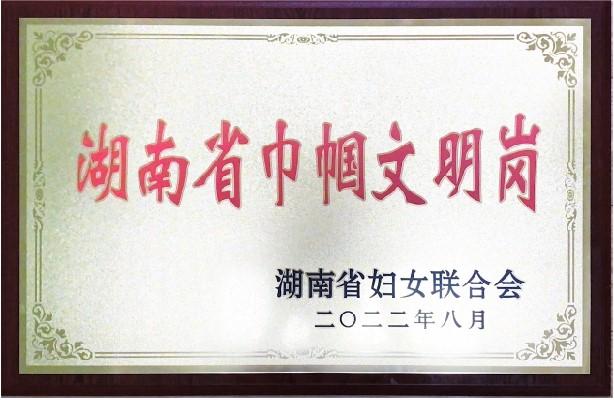 湖南省巾帼文明岗
湖南省妇女联合会
二〇二二年八月